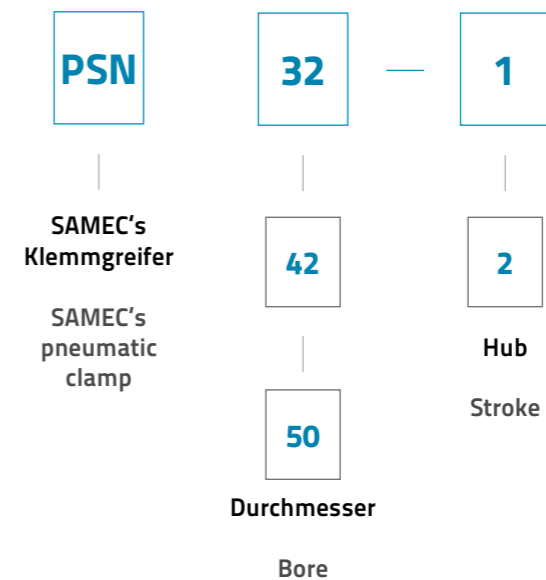 PSN 32 — 1
SAMEC's
Klemmgreifer
SAMEC's
pneumatic
clamp
42
50
Durchmesser
Bore
2
Hub
Stroke